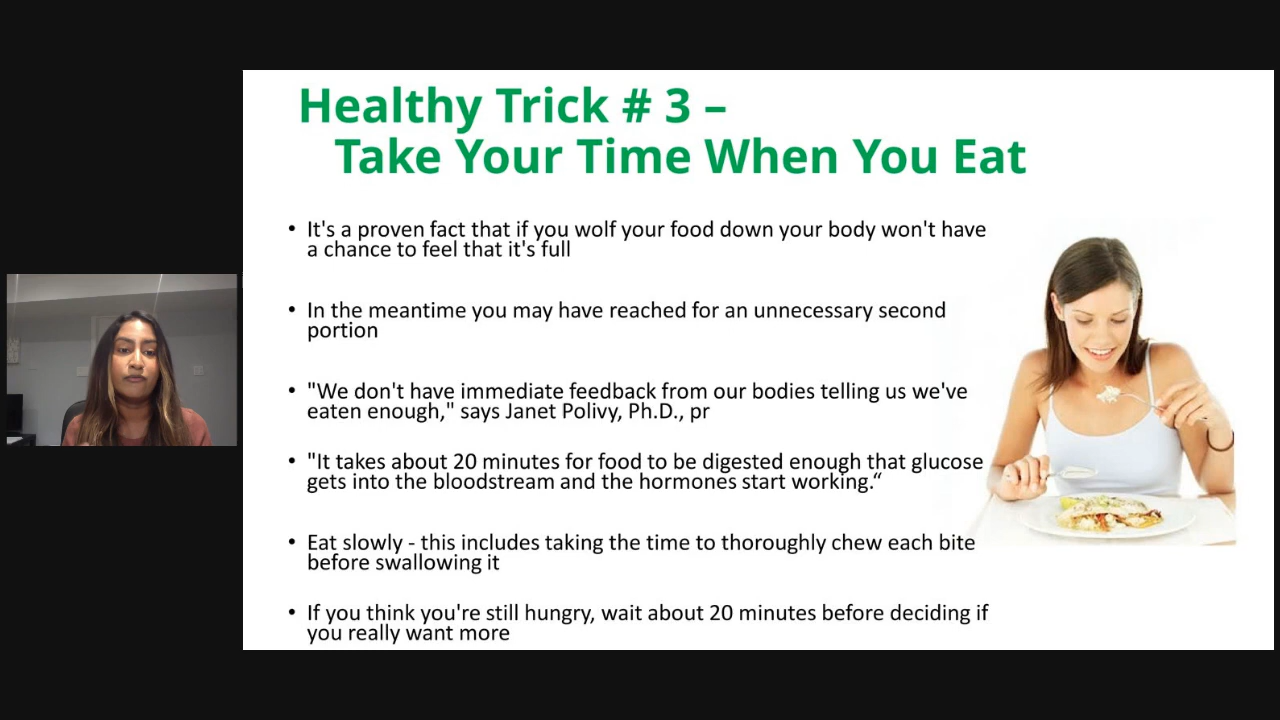 Healthy Trick # 3 –
Take Your Time When You Eat
• It's a proven fact that if you wolf your food down your body won't have
a chance to feel that it's full
• In the meantime you may have reached for an unnecessary second
portion
• "We don't have immediate feedback from our bodies telling us we've
eaten enough," says Janet Polivy, Ph.D., pr
• "It takes about 20 minutes for food to be digested enough that glucose
gets into the bloodstream and the hormones start working.“
• Eat slowly - this includes taking the time to thoroughly chew each bite
before swallowing it
• If you think you're still hungry, wait about 20 minutes before deciding if
you really want more